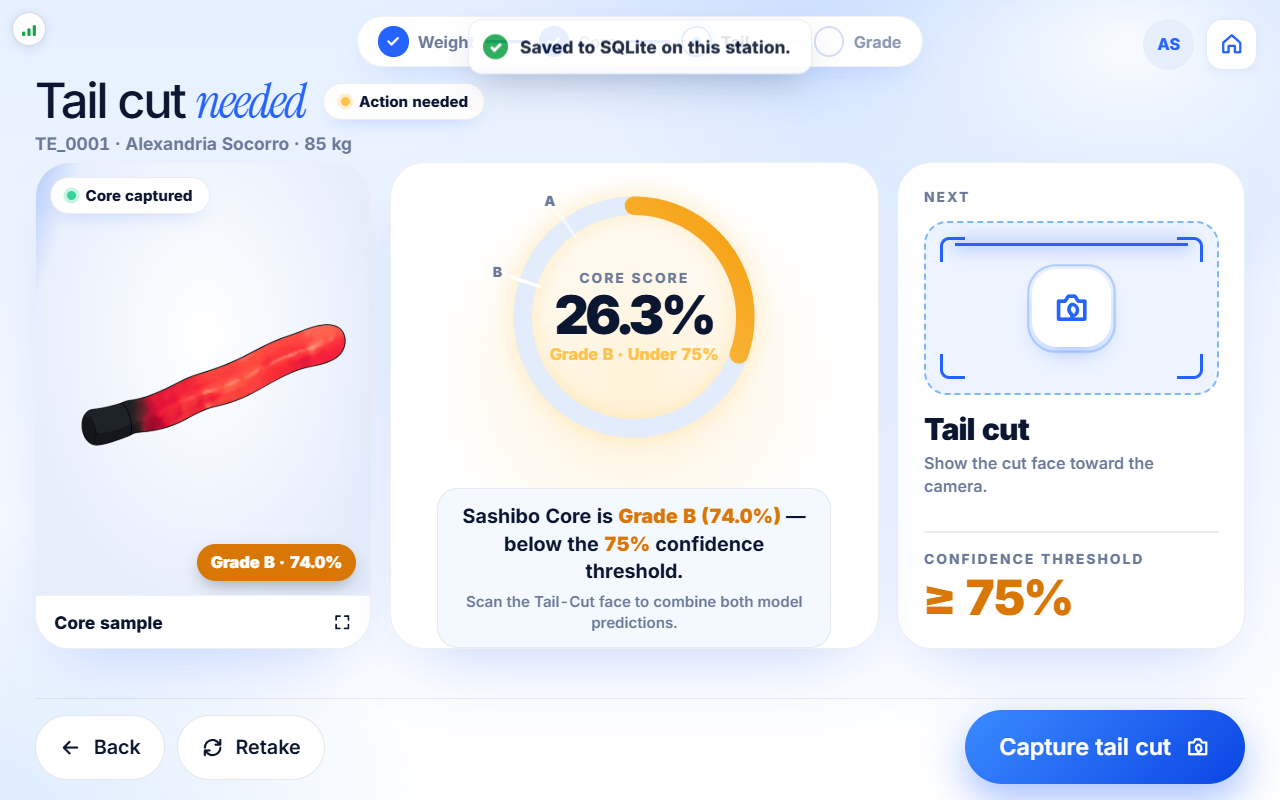 Weight
Saved to SQLite on this station.
Grade
AS
Tail cut needed
Action needed
TE_0001 · Alexandria Socorro · 85 kg
Core captured
Grade B · 74.0%
Core sample
A
B
CORE SCORE
26.3%
Grade B · Under 75%
Sashibo Core is Grade B (74.0%) —
below the 75% confidence
threshold.
Scan the Tail-Cut face to combine both model
predictions.
NEXT
Tail cut
Show the cut face toward the
camera.
CONFIDENCE THRESHOLD
≥ 75%
Back
Retake
Capture tail cut